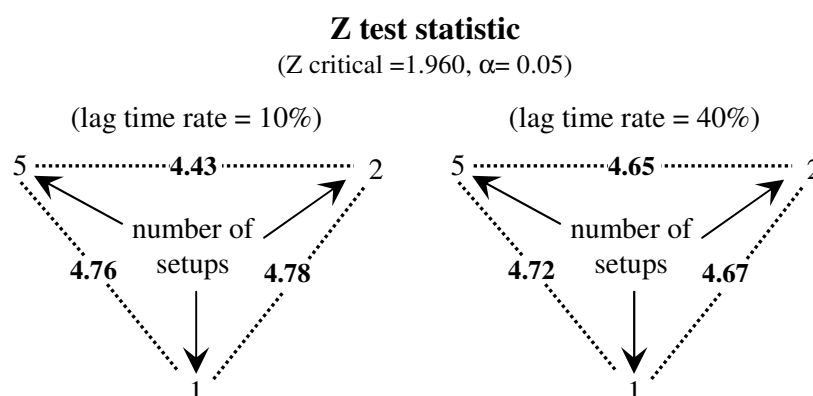 Z test statistic
(Z critical =1.960, α= 0.05)
(lag time rate = 10%)
(lag time rate = 40%)
5 4.43 2
5 4.65 2
number of
setups
number of
setups
4.76 4.78
4.72 4.67
1
1